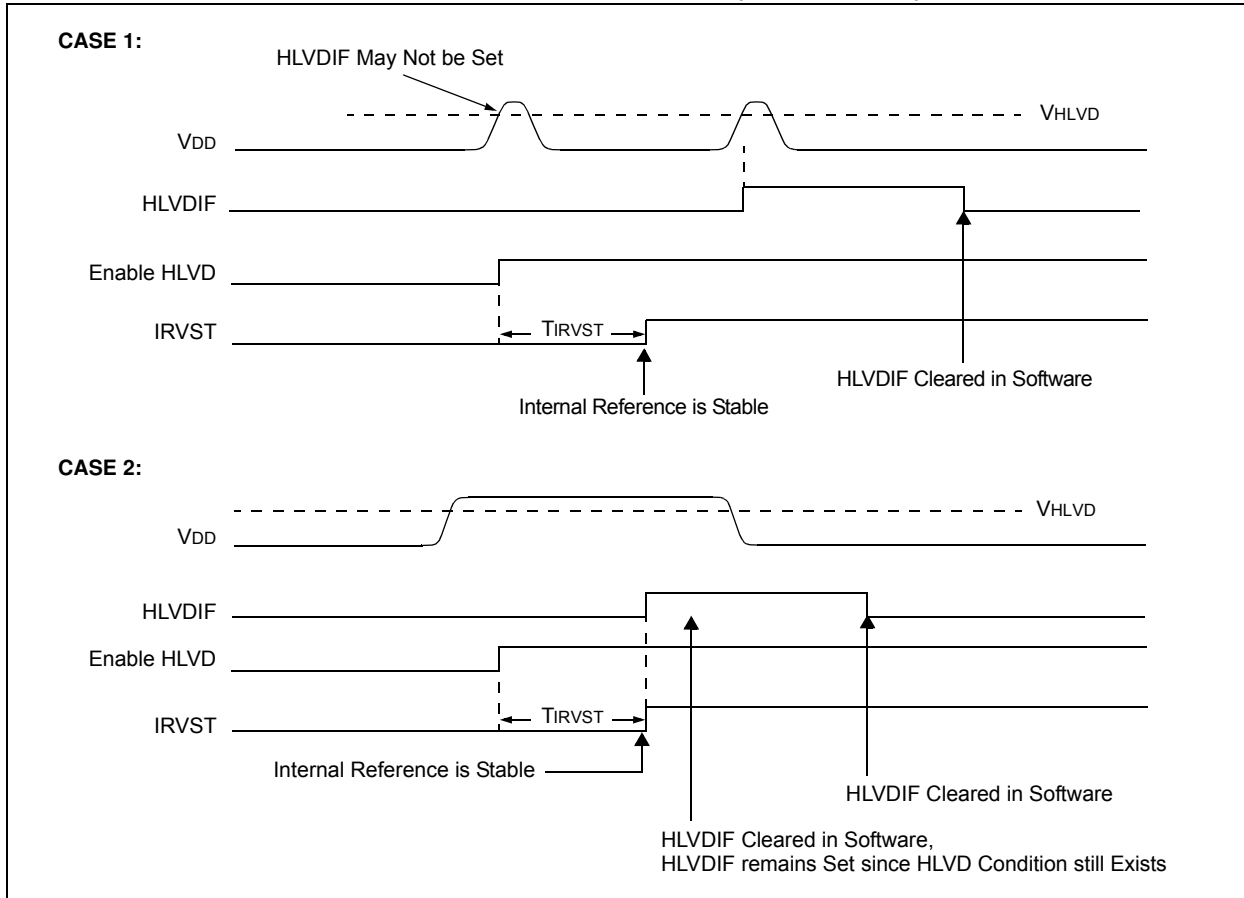 CASE 1:
HLVDIF May Not be Set
VHLVD
VDD
HLVDIF
Enable HLVD
TIRVST
IRVST
HLVDIF Cleared in Software
Internal Reference is Stable
CASE 2:
VHLVD
VDD
HLVDIF
Enable HLVD
TIRVST
IRVST
Internal Reference is Stable
HLVDIF Cleared in Software
HLVDIF Cleared in Software,
HLVDIF remains Set since HLVD Condition still Exists